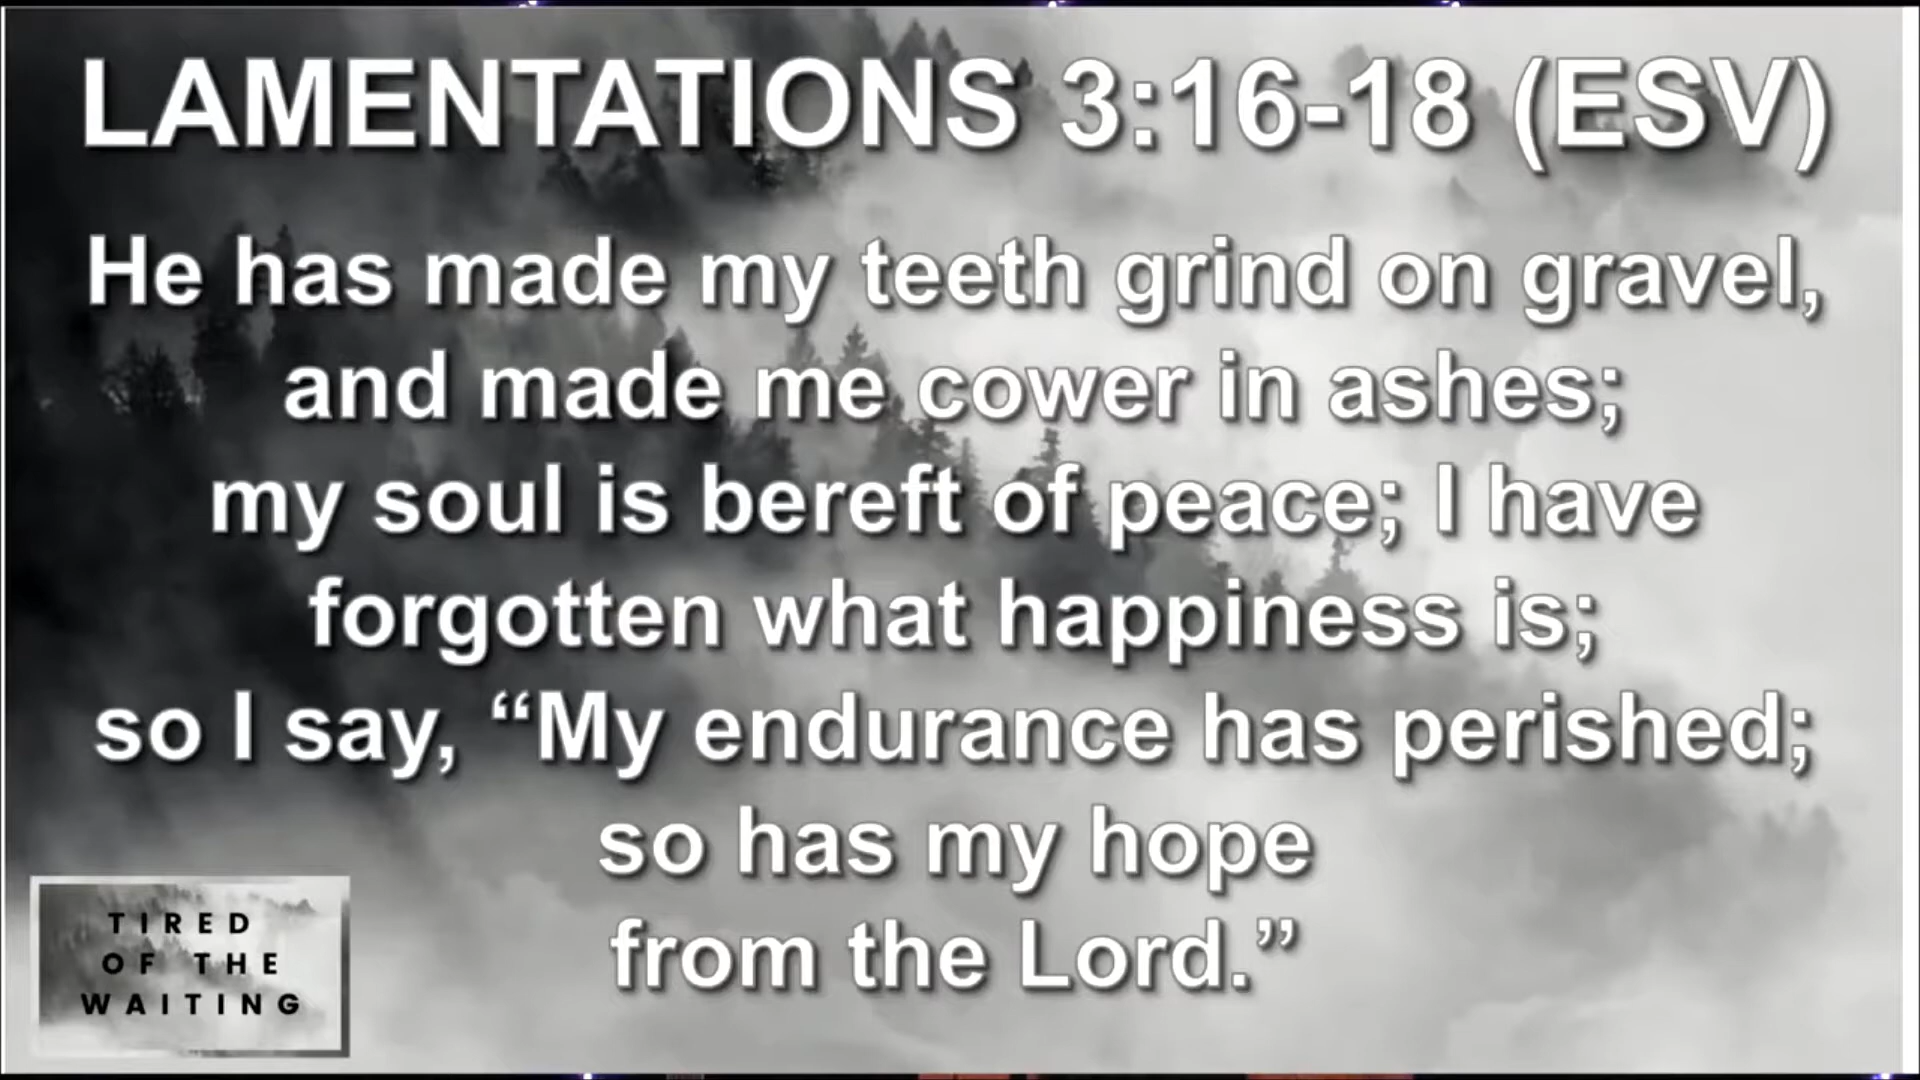 LAMENTATIONS 3:16-18 (ESV)
He has made my teeth grind on gravel,
and made me cower in ashes;
my soul is bereft of peace; I have
forgotten what happiness is;
so I say, “My endurance has perished;
so has my hope
from the Lord.”
TIRED
OF THE
WAITING